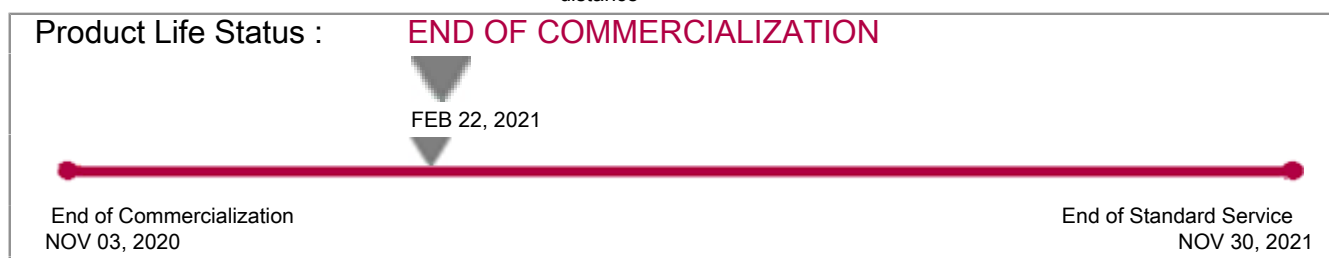 Product Life Status : END OF COMMERCIALIZATION
FEB 22, 2021
End of Commercialization End of Standard Service
NOV 03, 2020 NOV 30, 2021